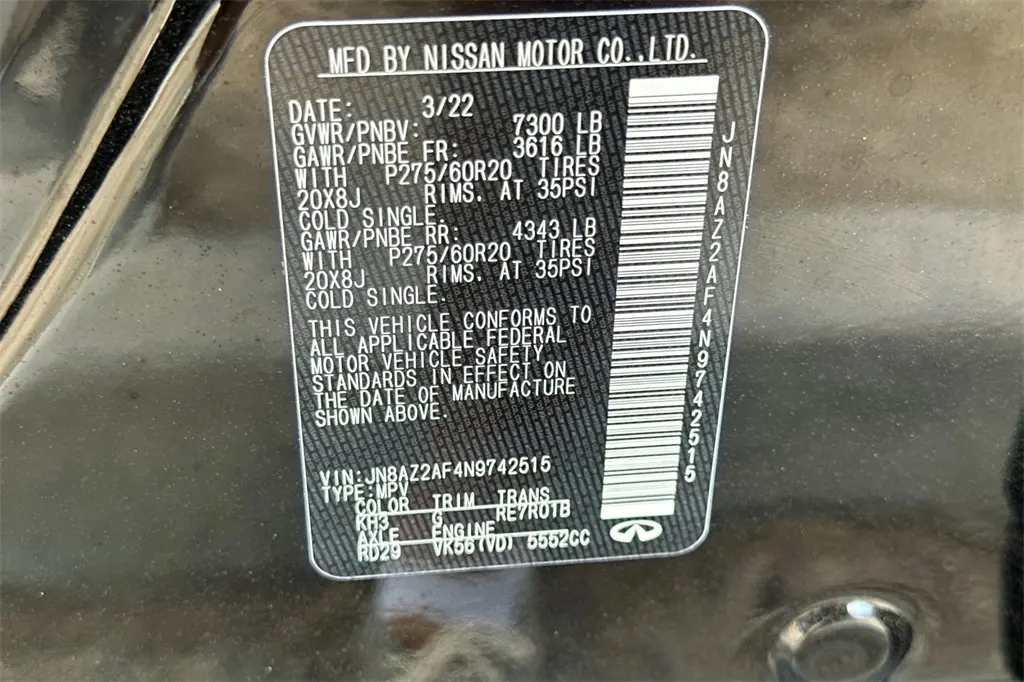 MFD BY NISSAN MOTOR CO.,LTD.
DATE: 3/22
GVWR/PNBV: 7300 LB
GAWR/PNBE FR: 3616 LB
WITH P275/60R20 TIRES
20X8J RIMS. AT 35PSI
COLD SINGLE.
GAWR/PNBE RR: 4343 LB
WITH P275/60R20 TIRES
20X8J RIMS. AT 35PSI
COLD SINGLE.
THIS VEHICLE CONFORMS TO
ALL APPLICABLE FEDERAL
MOTOR VEHICLE SAFETY
STANDARDS IN EFFECT ON
THE DATE OF MANUFACTURE
SHOWN ABOVE.
VIN:JN8AZ2AF4N9742515
TYPE:MPV
COLOR TRIM TRANS
KH3 G RE7R01B
AXLE ENGINE
RD29 VK56(VD) 5552CC
JN8AZ2AF4N9742515